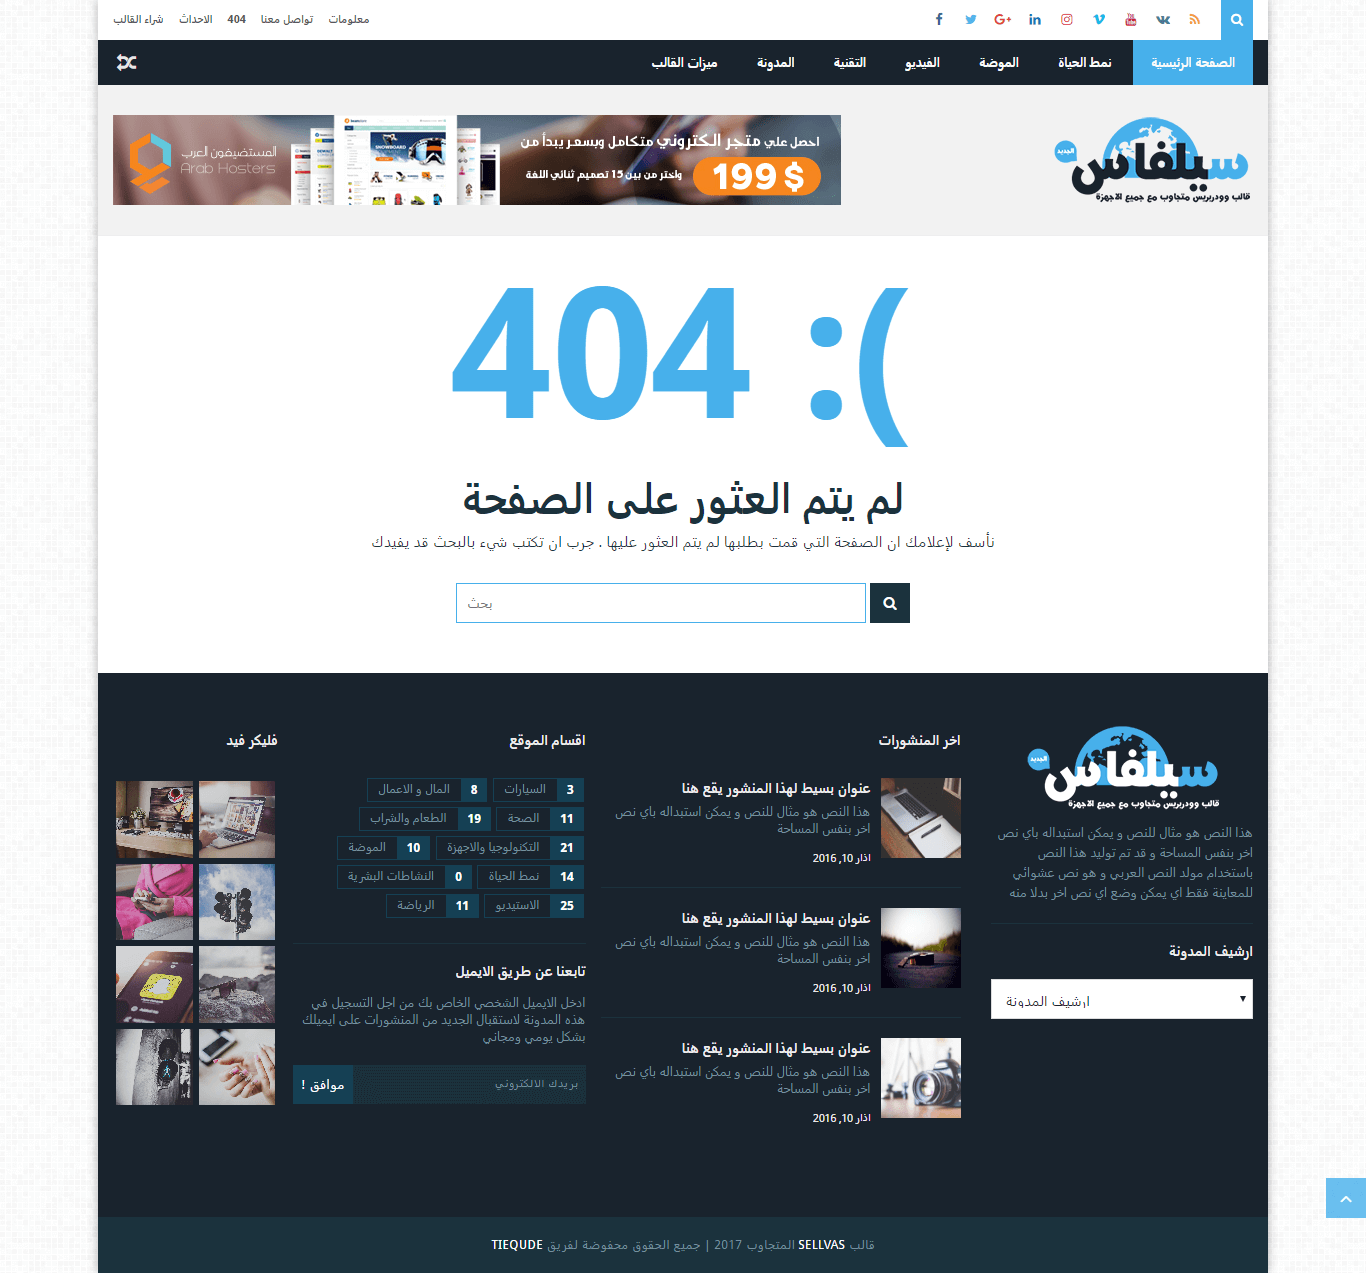 معلومات تواصل معنا 404 الاحداث شراء القالب
الصفحة الرئيسية نمط الحياة الموضة الفيديو التقنية المدونة ميزات القالب
سيلفاس
الجديد
قالب وودربريس متجاوب مع جميع الاجهزة
احصل علي متجر الكتروني متكامل وبسعر يبدأ من
199 $
واختر من بين 15 تصميم ثنائي اللغة
المستضيفون العرب
Arab Hosters
404 :(
لم يتم العثور على الصفحة
نأسف لإعلامك ان الصفحة التي قمت بطلبها لم يتم العثور عليها . جرب ان تكتب شيء بالبحث قد يفيدك
بحث
سيلفاس
الجديد
قالب وودربريس متجاوب مع جميع الاجهزة
هذا النص هو مثال للنص و يمكن استبداله باي نص
اخر بنفس المساحة و قد تم توليد هذا النص
باستخدام مولد النص العربي و هو نص عشوائي
للمعاينة فقط اي يمكن وضع اي نص اخر بدلا منه
ارشيف المدونة
ارشيف المدونة
اخر المنشورات
عنوان بسيط لهذا المنشور يقع هنا
هذا النص هو مثال للنص و يمكن استبداله باي نص
اخر بنفس المساحة
اذار 10, 2016
عنوان بسيط لهذا المنشور يقع هنا
هذا النص هو مثال للنص و يمكن استبداله باي نص
اخر بنفس المساحة
اذار 10, 2016
عنوان بسيط لهذا المنشور يقع هنا
هذا النص هو مثال للنص و يمكن استبداله باي نص
اخر بنفس المساحة
اذار 10, 2016
اقسام الموقع
3 السيارات 8 المال و الاعمال
11 الصحة 19 الطعام والشراب
21 التكنولوجيا والاجهزة 10 الموضة
14 نمط الحياة 0 النشاطات البشرية
25 الاستيديو 11 الرياضة
تابعنا عن طريق الايميل
ادخل الايميل الشخصي الخاص بك من اجل التسجيل في
هذه المدونة لاستقبال الجديد من المنشورات على ايميلك
بشكل يومي ومجاني
بريدك الالكتروني
موافق !
فليكر فيد
قالب SELLVAS المتجاوب 2017 | جميع الحقوق محفوضة لفريق TIEQUDE